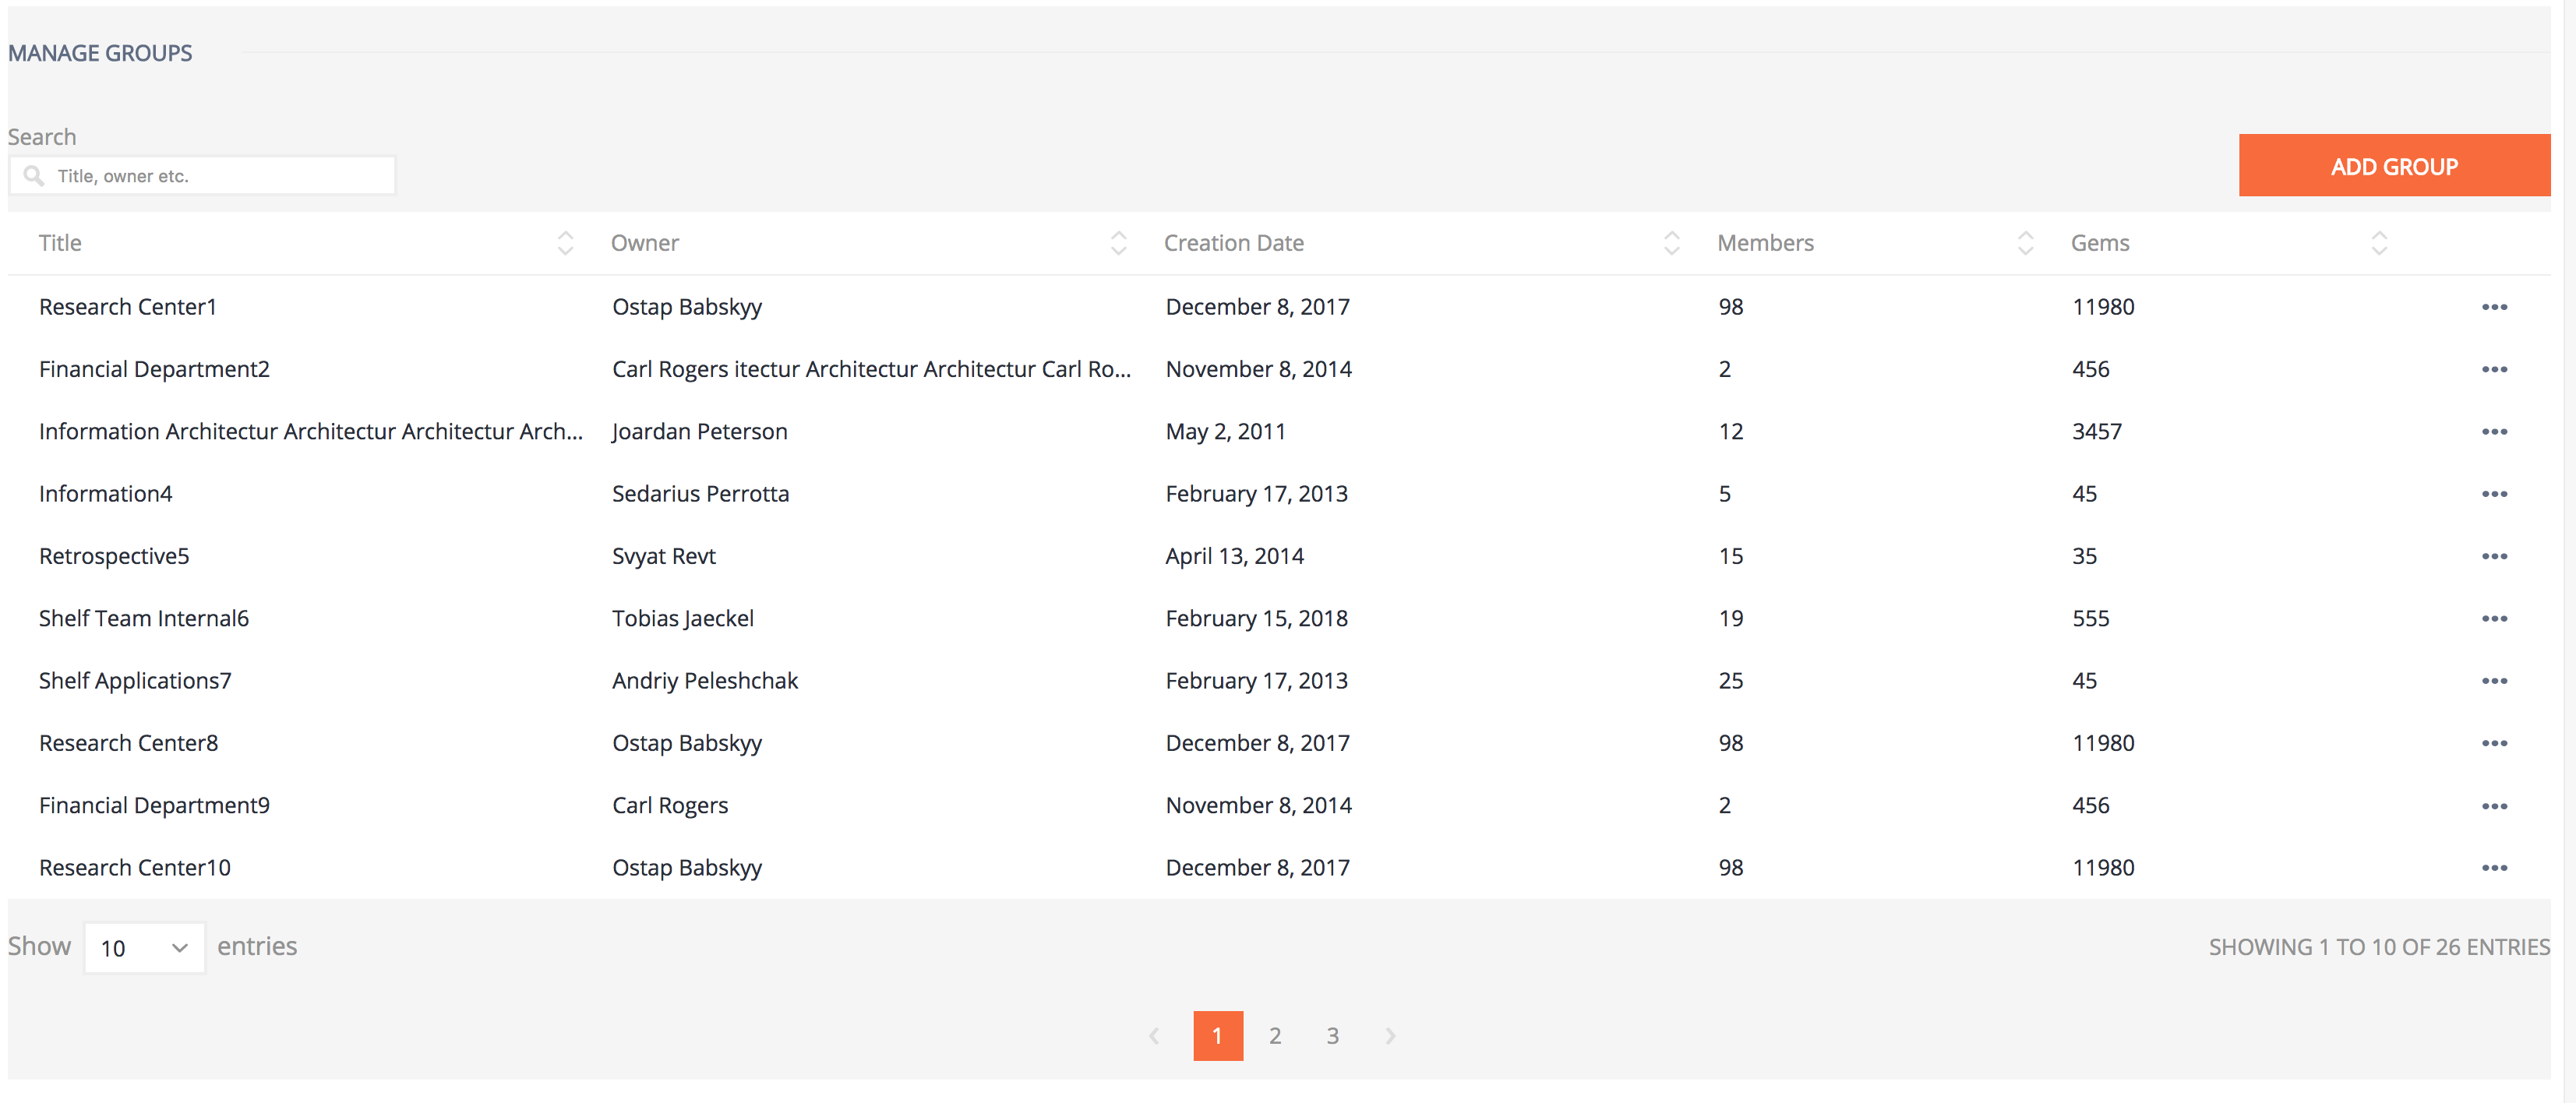 MANAGE GROUPS
Search
Title, owner etc.
ADD GROUP
Title Owner Creation Date Members Gems
Research Center1 Ostap Babskyy December 8, 2017 98 11980
Financial Department2 Carl Rogers itectur Architectur Architectur Carl Ro... November 8, 2014 2 456
Information Architectur Architectur Architectur Arch... Joardan Peterson May 2, 2011 12 3457
Information4 Sedarius Perrotta February 17, 2013 5 45
Retrospective5 Svyat Revt April 13, 2014 15 35
Shelf Team Internal6 Tobias Jaeckel February 15, 2018 19 555
Shelf Applications7 Andriy Peleshchak February 17, 2013 25 45
Research Center8 Ostap Babskyy December 8, 2017 98 11980
Financial Department9 Carl Rogers November 8, 2014 2 456
Research Center10 Ostap Babskyy December 8, 2017 98 11980
Show 10 entries SHOWING 1 TO 10 OF 26 ENTRIES
1 2 3